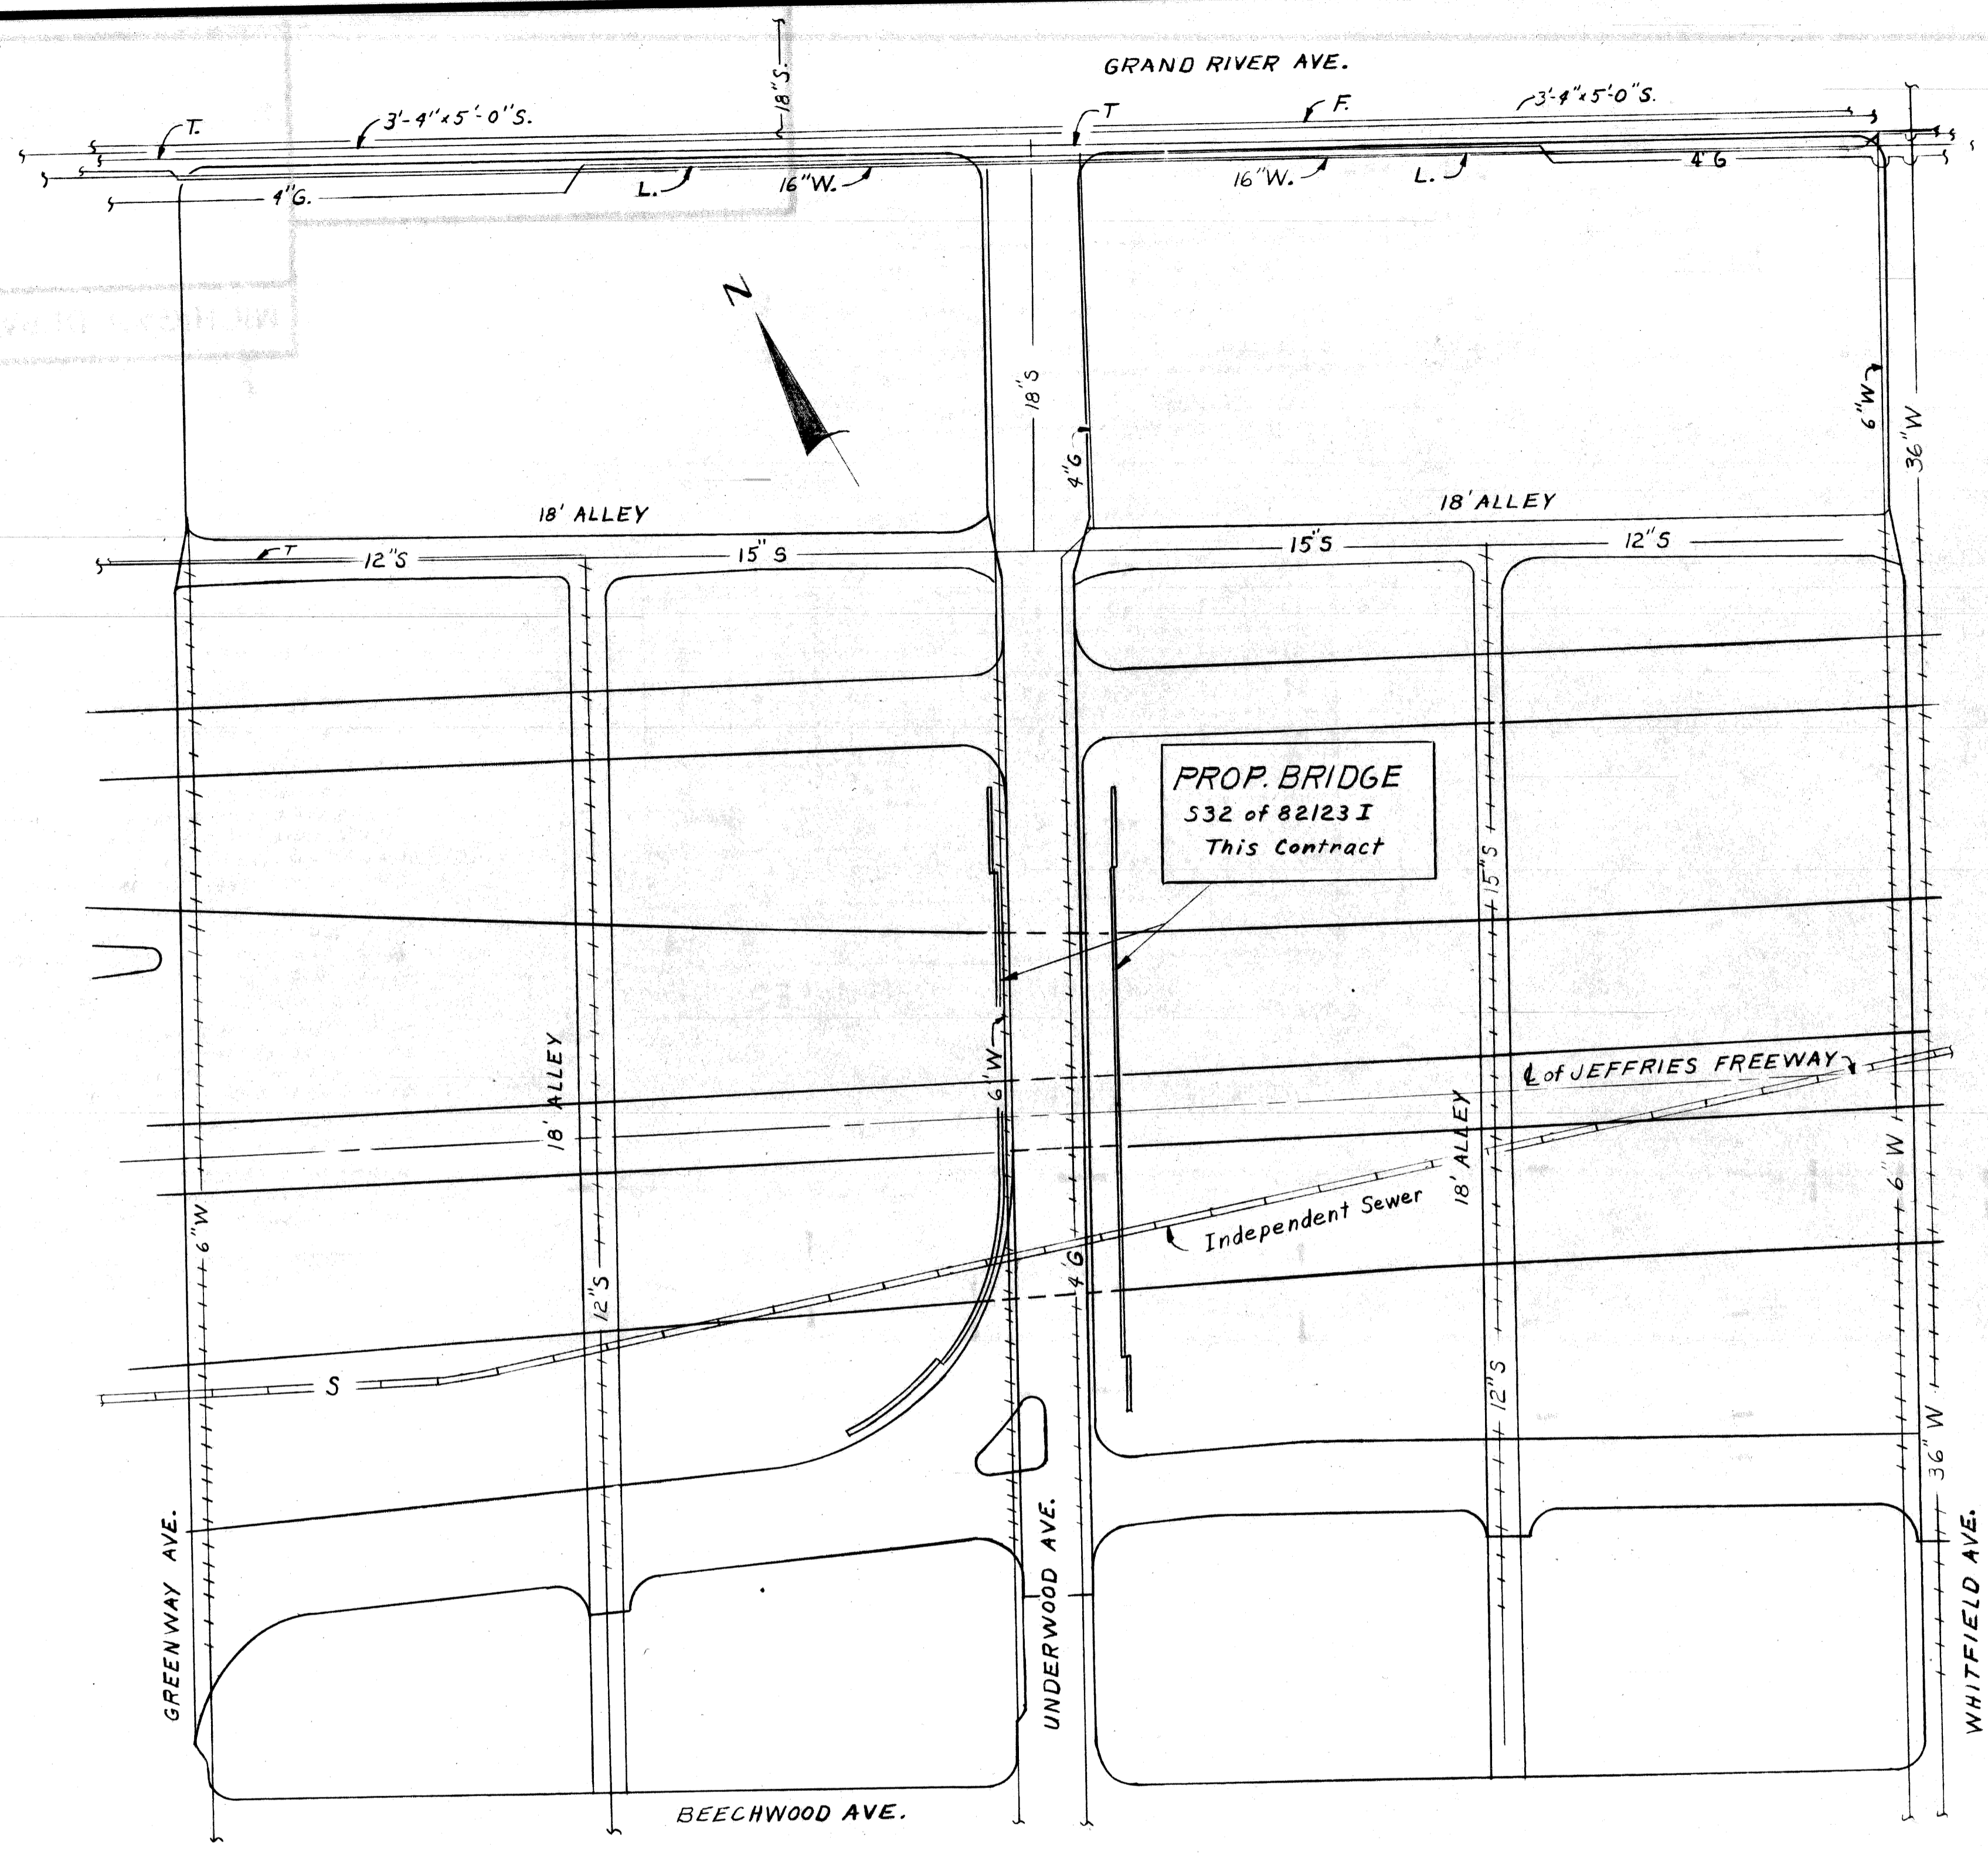 GRAND RIVER AVE.
18"S.
T.
3'-4"x5'-0"S.
T
F.
3'-4"x5'-0"S.
4"G.
L.
16"W.
16"W.
L.
4"G
N
18"S
4"G
6"W
36"W
18' ALLEY
18' ALLEY
T
12"S
15"S
15"S
12"S
PROP. BRIDGE
S32 of 82123 I
This Contract
15"S
18' ALLEY
6"W
℄ of JEFFRIES FREEWAY
18' ALLEY
6"W
6"W
Independent Sewer
12"S
4"G
S
12"S
36"W
GREENWAY AVE.
UNDERWOOD AVE.
WHITFIELD AVE.
BEECHWOOD AVE.